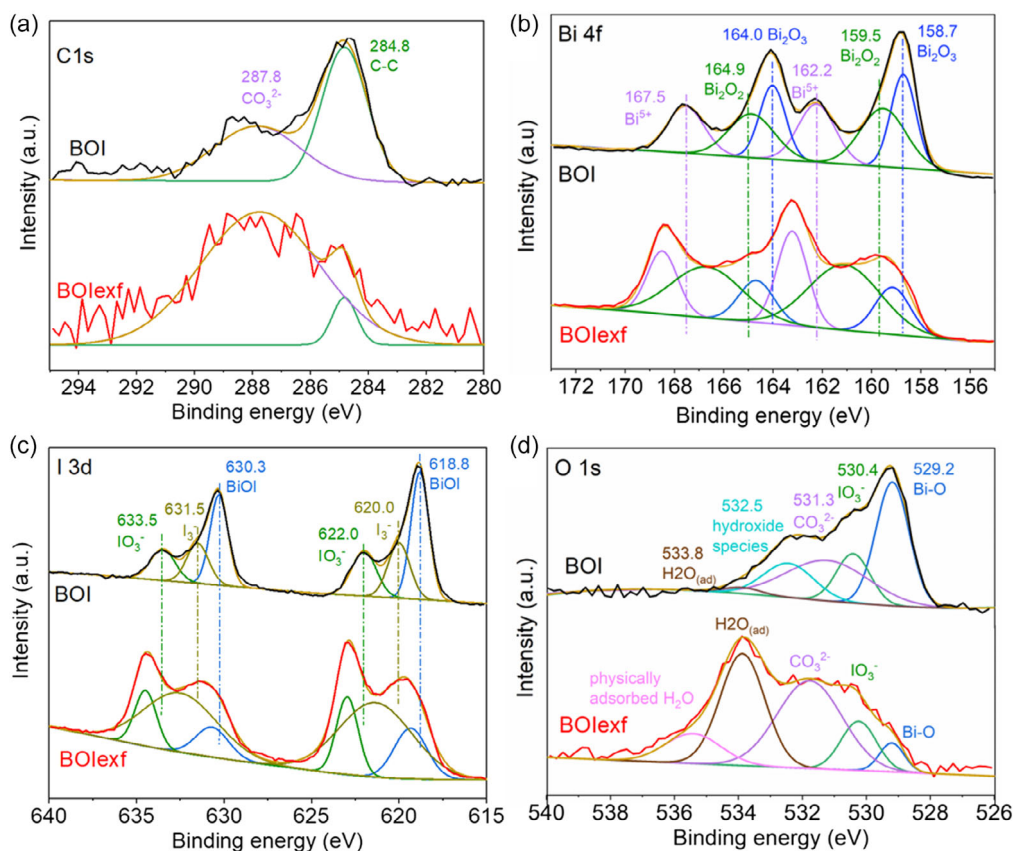 (a)
C1s
284.8
C-C
287.8
CO₃²⁻
BOI
BOIexf
Intensity (a.u.)
294 292 290 288 286 284 282 280
Binding energy (eV)
(b)
Bi 4f
164.0 Bi₂O₃
159.5
Bi₂O₂
158.7
Bi₂O₃
164.9
Bi₂O₂
162.2
Bi⁵⁺
167.5
Bi⁵⁺
BOI
BOIexf
Intensity (a.u)
172 170 168 166 164 162 160 158 156
Binding energy (eV)
(c)
I 3d
630.3
BiOI
618.8
BiOI
631.5
I₃⁻
620.0
I₃⁻
633.5
IO₃⁻
622.0
IO₃⁻
BOI
BOIexf
Intensity (a.u.)
640 635 630 625 620 615
Binding energy (eV)
(d)
O 1s
530.4
IO₃⁻
529.2
Bi-O
531.3
CO₃²⁻
532.5
hydroxide
species
533.8
H2O(ad)
BOI
H2O(ad)
CO₃²⁻
IO₃⁻
physically
adsorbed H₂O
Bi-O
BOIexf
Intensity (a.u.)
540 538 536 534 532 530 528 526
Binding energy (eV)